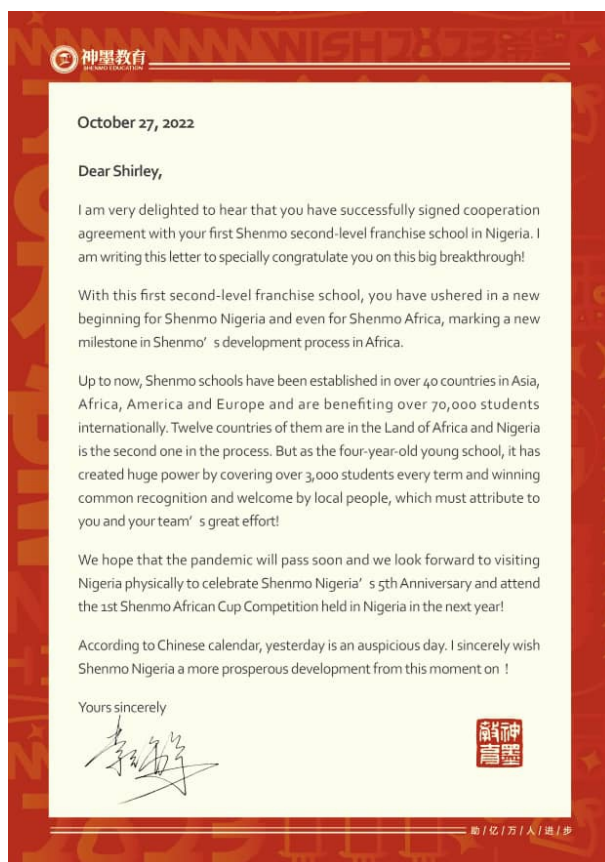 WISH
神墨教育
SHENMO EDUCATION
October 27, 2022
Dear Shirley,
I am very delighted to hear that you have successfully signed cooperation
agreement with your first Shenmo second-level franchise school in Nigeria. I
am writing this letter to specially congratulate you on this big breakthrough!
With this first second-level franchise school, you have ushered in a new
beginning for Shenmo Nigeria and even for Shenmo Africa, marking a new
milestone in Shenmo’ s development process in Africa.
Up to now, Shenmo schools have been established in over 40 countries in Asia,
Africa, America and Europe and are benefiting over 70,000 students
internationally. Twelve countries of them are in the Land of Africa and Nigeria
is the second one in the process. But as the four-year-old young school, it has
created huge power by covering over 3,000 students every term and winning
common recognition and welcome by local people, which must attribute to
you and your team’ s great effort!
We hope that the pandemic will pass soon and we look forward to visiting
Nigeria physically to celebrate Shenmo Nigeria’ s 5th Anniversary and attend
the 1st Shenmo African Cup Competition held in Nigeria in the next year!
According to Chinese calendar, yesterday is an auspicious day. I sincerely wish
Shenmo Nigeria a more prosperous development from this moment on！
Yours sincerely
神墨
教育
助/亿/万/人/进/步